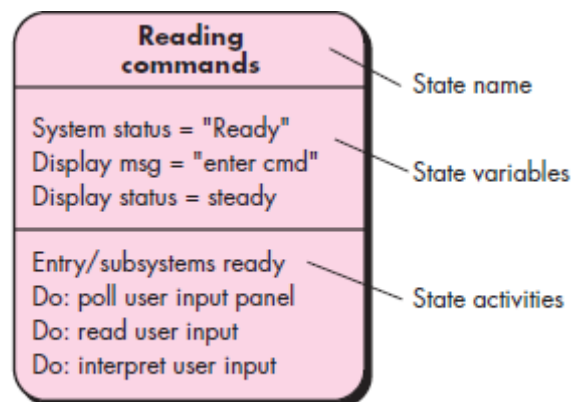 Reading
commands
State name
System status = "Ready"
Display msg = "enter cmd"
Display status = steady
State variables
Entry/subsystems ready
Do: poll user input panel
Do: read user input
Do: interpret user input
State activities